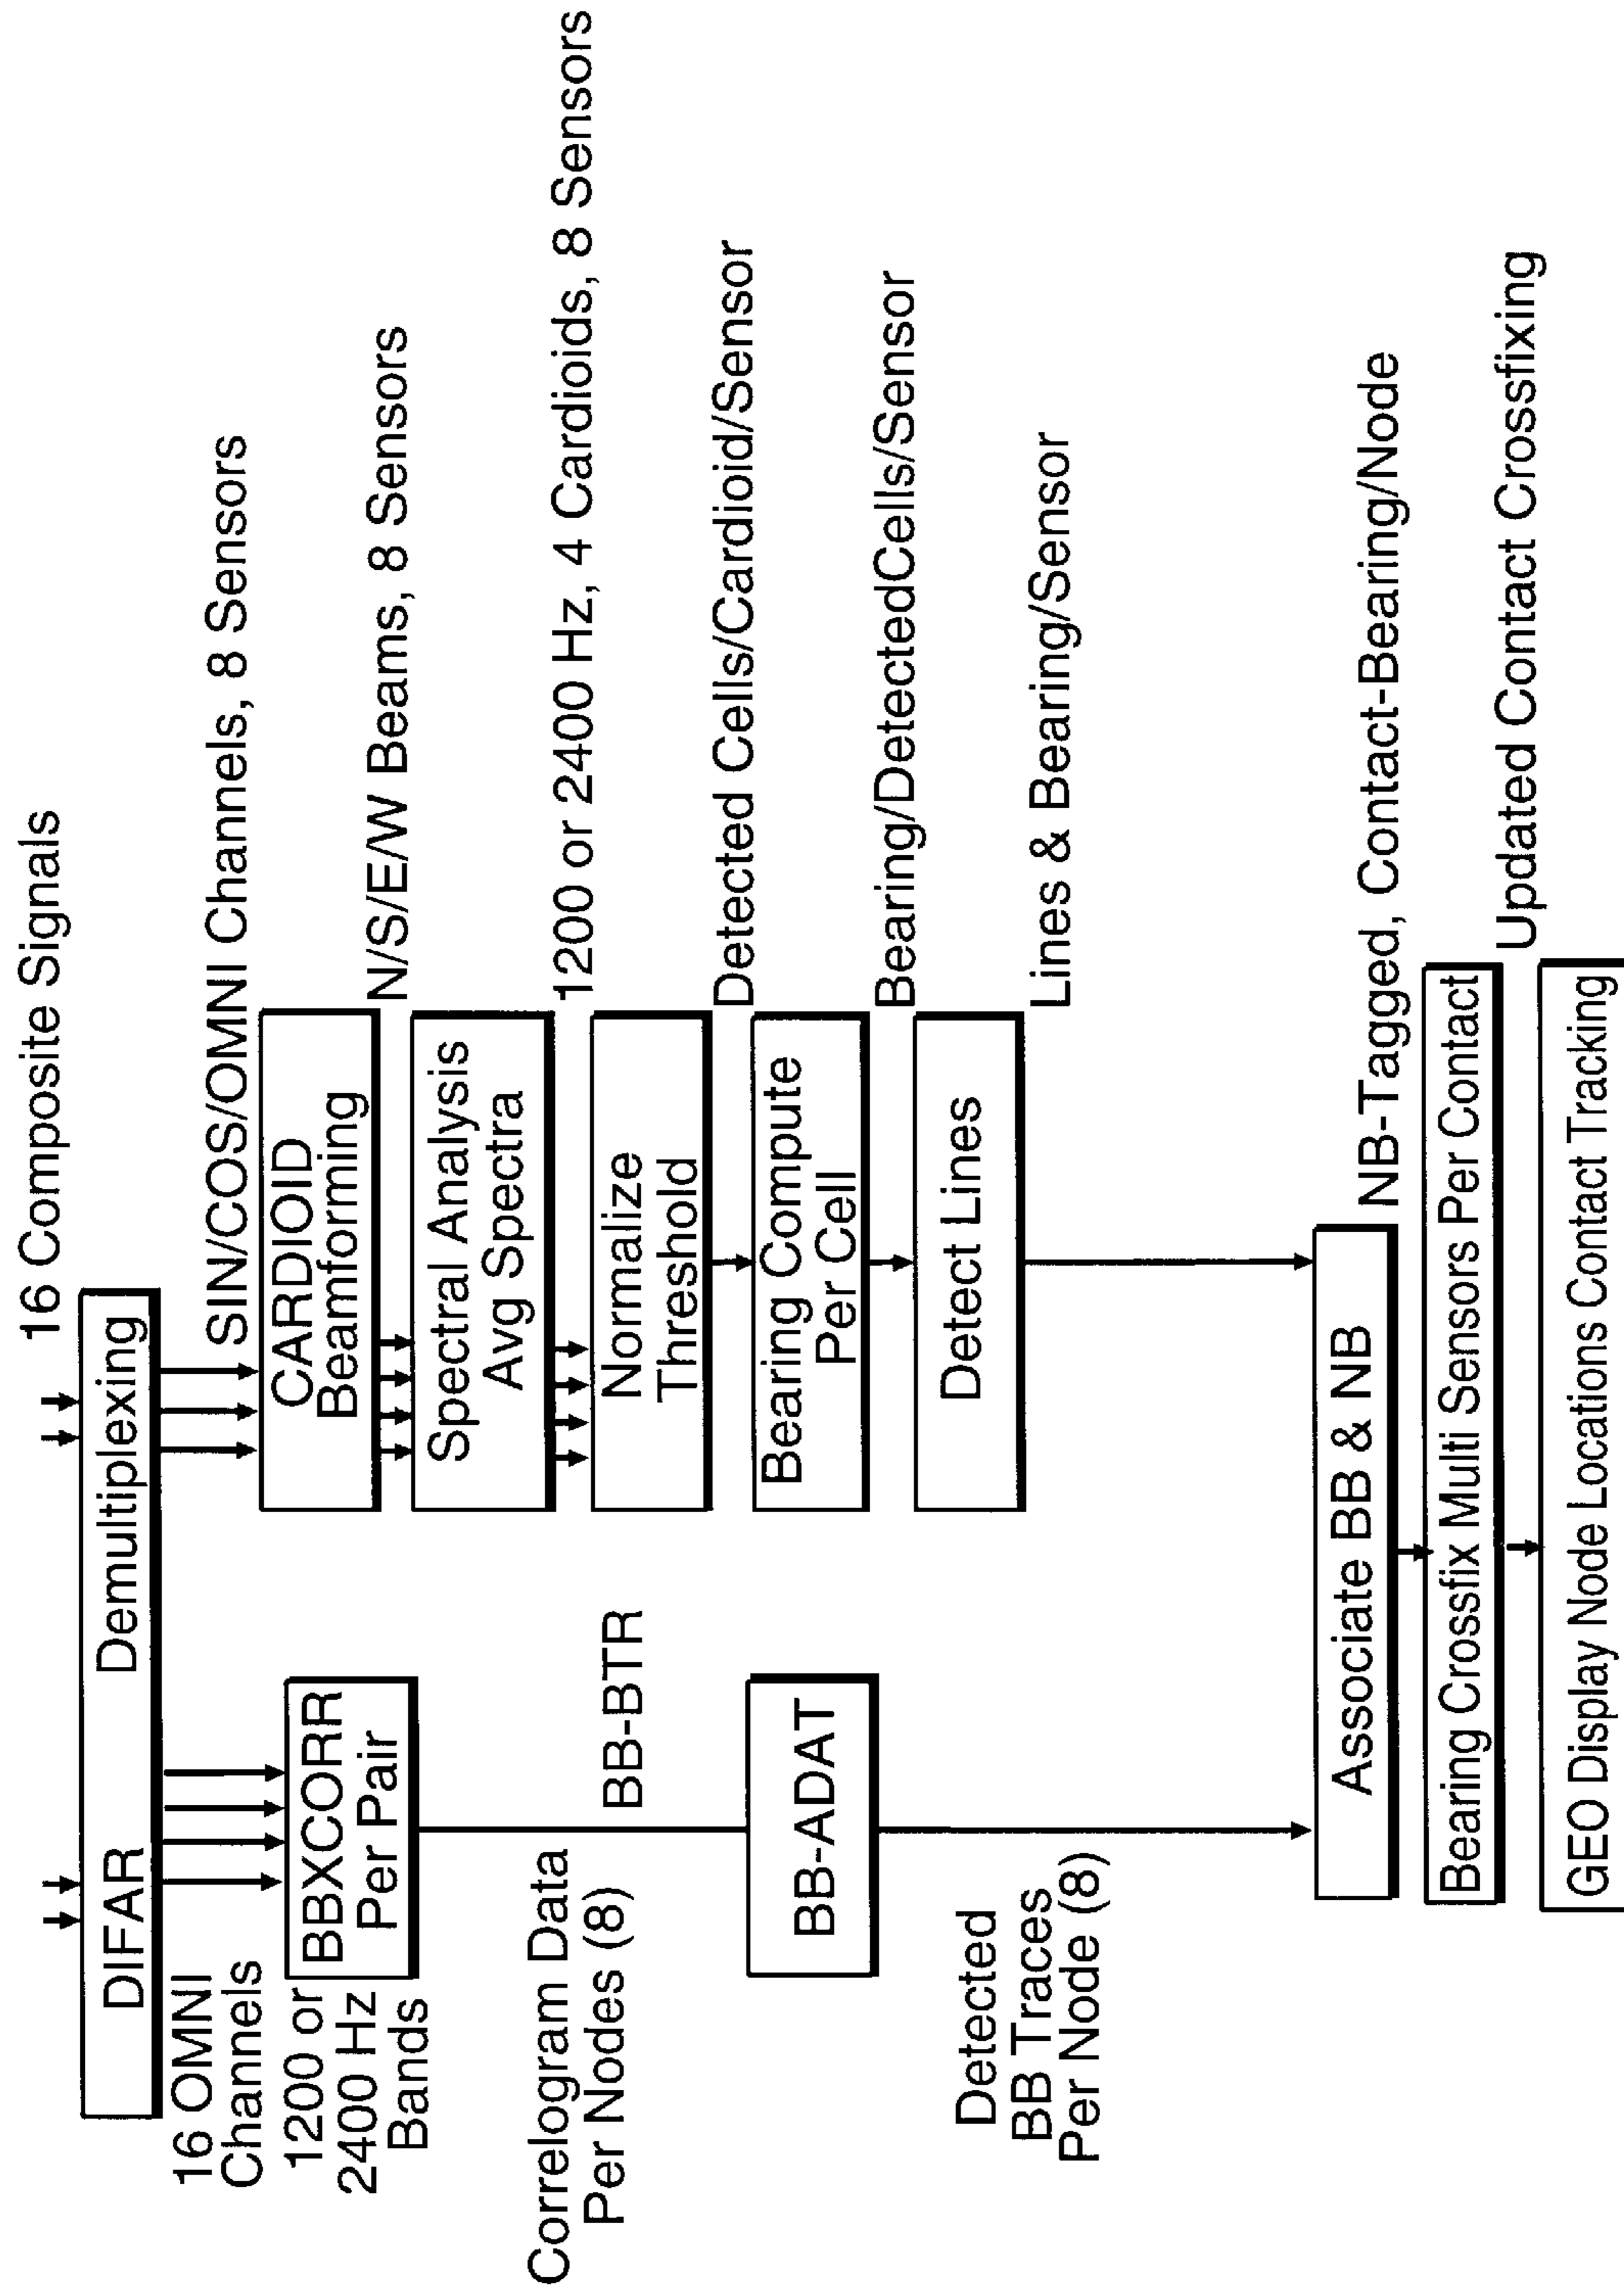 16 Composite Signals
DIFAR Demultiplexing
16 OMNI
Channels
SIN/COS/OMNI Channels, 8 Sensors
1200 or
2400 Hz
Bands
BBXCORR
Per Pair
CARDIOID
Beamforming
N/S/E/W Beams, 8 Sensors
Spectral Analysis
Avg Spectra
1200 or 2400 Hz, 4 Cardioids, 8 Sensors
Correlogram Data
Per Nodes (8)
BB-BTR
Normalize
Threshold
Detected Cells/Cardioid/Sensor
BB-ADAT
Bearing Compute
Per Cell
Bearing/DetectedCells/Sensor
Detect Lines
Lines & Bearing/Sensor
Detected
BB Traces
Per Node (8)
Associate BB & NB
NB-Tagged, Contact-Bearing/Node
Bearing Crossfix Multi Sensors Per Contact
Updated Contact Crossfixing
GEO Display Node Locations Contact Tracking